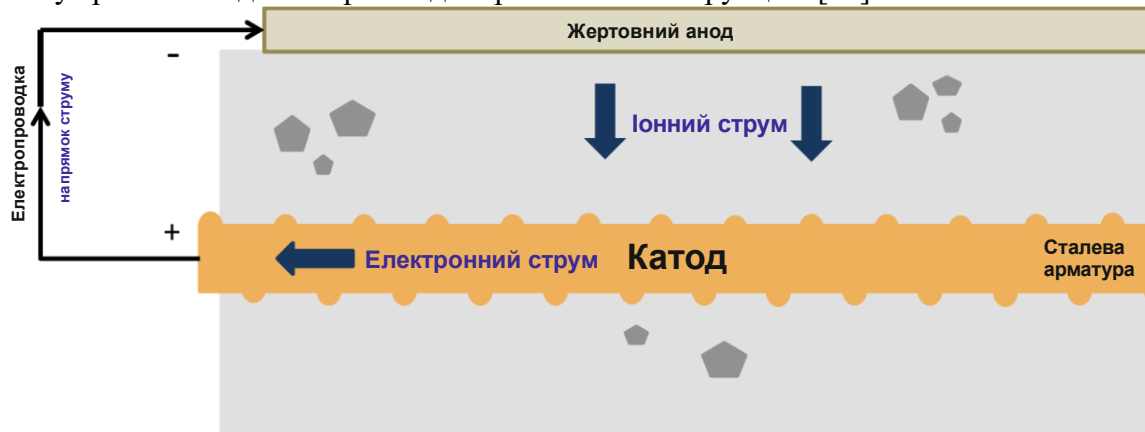 Жертовний анод
-
Електропроводка
напрямок струму
Іонний струм
+
Електронний струм
Катод
Сталева
арматура